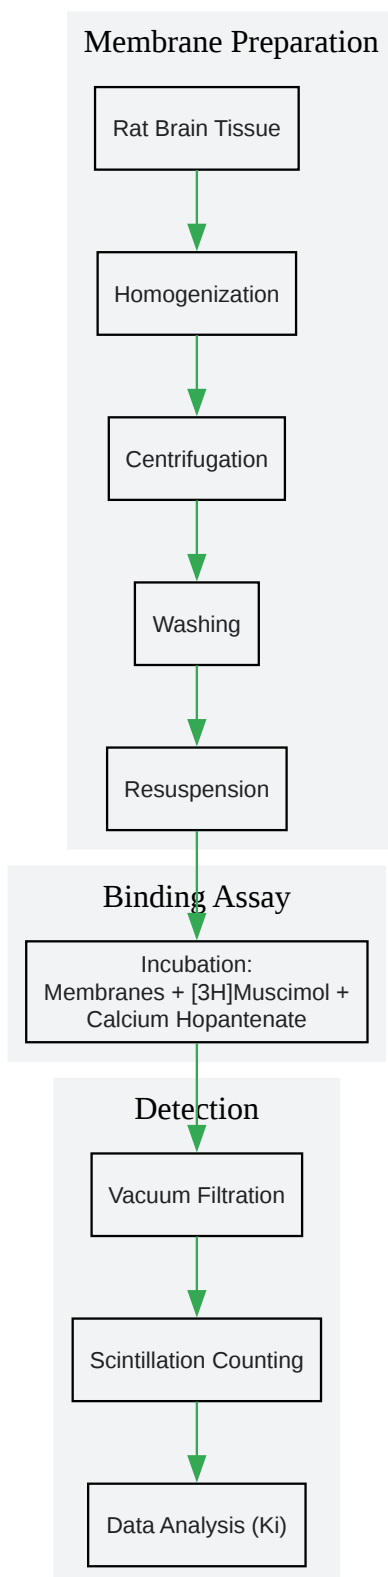 Membrane Preparation
Rat Brain Tissue
Homogenization
Centrifugation
Washing
Resuspension
Binding Assay
Incubation:
Membranes + [3H]Muscimol +
Calcium Hopantenate
Detection
Vacuum Filtration
Scintillation Counting
Data Analysis (Ki)